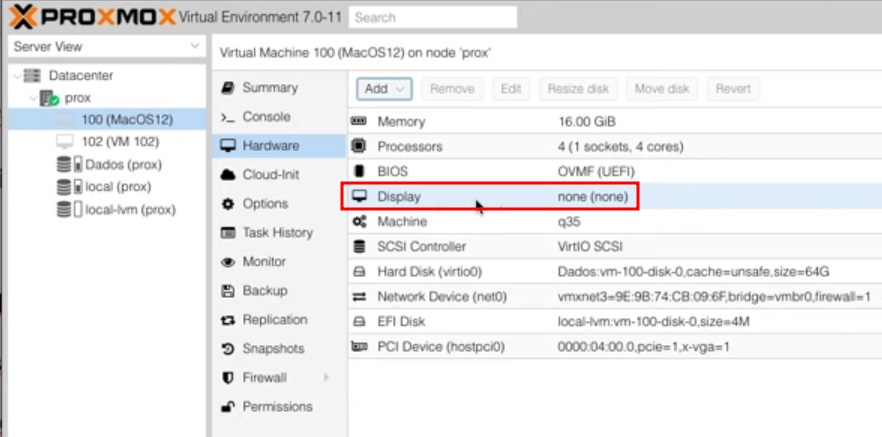 PROXMOX Virtual Environment 7.0-11 Search
Server View
Datacenter
prox
100 (MacOS12)
102 (VM 102)
Dados (prox)
local (prox)
local-lvm (prox)
Virtual Machine 100 (MacOS12) on node 'prox'
Summary
Console
Hardware
Cloud-Init
Options
Task History
Monitor
Backup
Replication
Snapshots
Firewall
Permissions
Add Remove Edit Resize disk Move disk Revert
Memory 16.00 GiB
Processors 4 (1 sockets, 4 cores)
BIOS OVMF (UEFI)
Display none (none)
Machine q35
SCSI Controller VirtIO SCSI
Hard Disk (virtio0) Dados:vm-100-disk-0,cache=unsafe,size=64G
Network Device (net0) vmxnet3=9E:9B:74:CB:09:6F,bridge=vmbr0,firewall=1
EFI Disk local-lvm:vm-100-disk-0,size=4M
PCI Device (hostpci0) 0000:04:00.0,pcie=1,x-vga=1